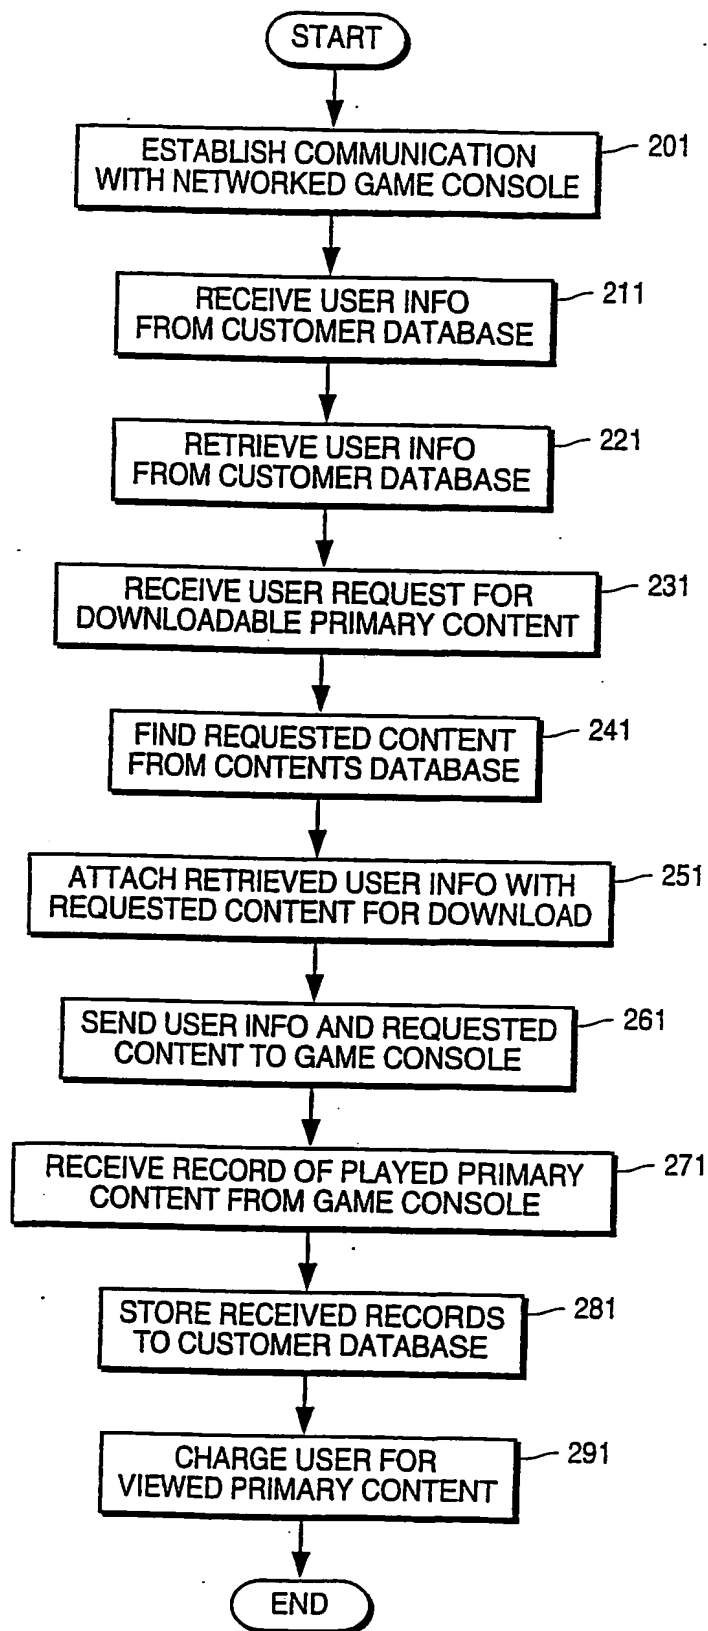 START
ESTABLISH COMMUNICATION
WITH NETWORKED GAME CONSOLE
201
RECEIVE USER INFO
FROM CUSTOMER DATABASE
211
RETRIEVE USER INFO
FROM CUSTOMER DATABASE
221
RECEIVE USER REQUEST FOR
DOWNLOADABLE PRIMARY CONTENT
231
FIND REQUESTED CONTENT
FROM CONTENTS DATABASE
241
ATTACH RETRIEVED USER INFO WITH
REQUESTED CONTENT FOR DOWNLOAD
251
SEND USER INFO AND REQUESTED
CONTENT TO GAME CONSOLE
261
RECEIVE RECORD OF PLAYED PRIMARY
CONTENT FROM GAME CONSOLE
271
STORE RECEIVED RECORDS
TO CUSTOMER DATABASE
281
CHARGE USER FOR
VIEWED PRIMARY CONTENT
291
END